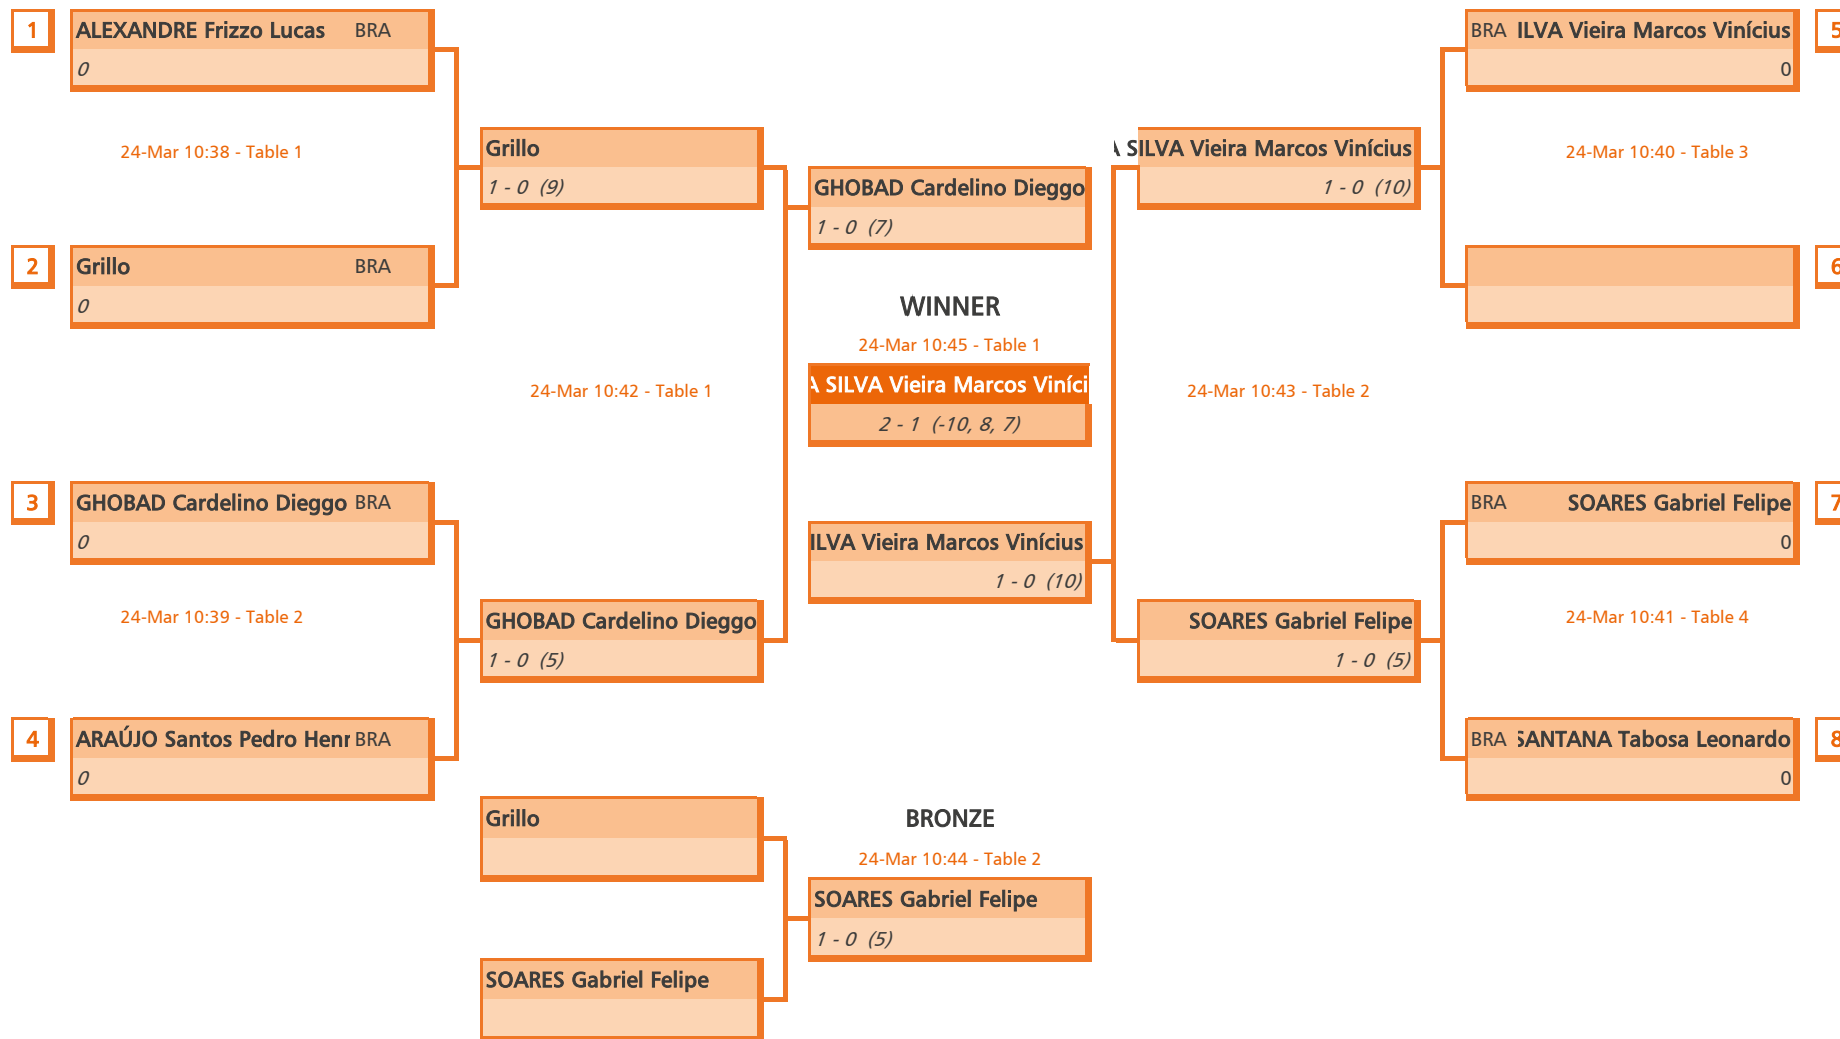 1
ALEXANDRE Frizzo Lucas BRA
0
24-Mar 10:38 - Table 1
2
Grillo BRA
0
3
GHOBAD Cardelino Dieggo BRA
0
24-Mar 10:39 - Table 2
4
ARAÚJO Santos Pedro Henr BRA
0
Grillo
1 - 0 (9)
24-Mar 10:42 - Table 1
GHOBAD Cardelino Dieggo
1 - 0 (5)
GHOBAD Cardelino Dieggo
1 - 0 (7)
WINNER
24-Mar 10:45 - Table 1
A SILVA Vieira Marcos Viníci
2 - 1 (-10, 8, 7)
ILVA Vieira Marcos Vinícius
1 - 0 (10)
A SILVA Vieira Marcos Vinícius
1 - 0 (10)
24-Mar 10:43 - Table 2
SOARES Gabriel Felipe
1 - 0 (5)
BRA ILVA Vieira Marcos Vinícius
0
5
24-Mar 10:40 - Table 3
6
BRA SOARES Gabriel Felipe
0
7
24-Mar 10:41 - Table 4
BRA SANTANA Tabosa Leonardo
0
8
Grillo
SOARES Gabriel Felipe
BRONZE
24-Mar 10:44 - Table 2
SOARES Gabriel Felipe
1 - 0 (5)